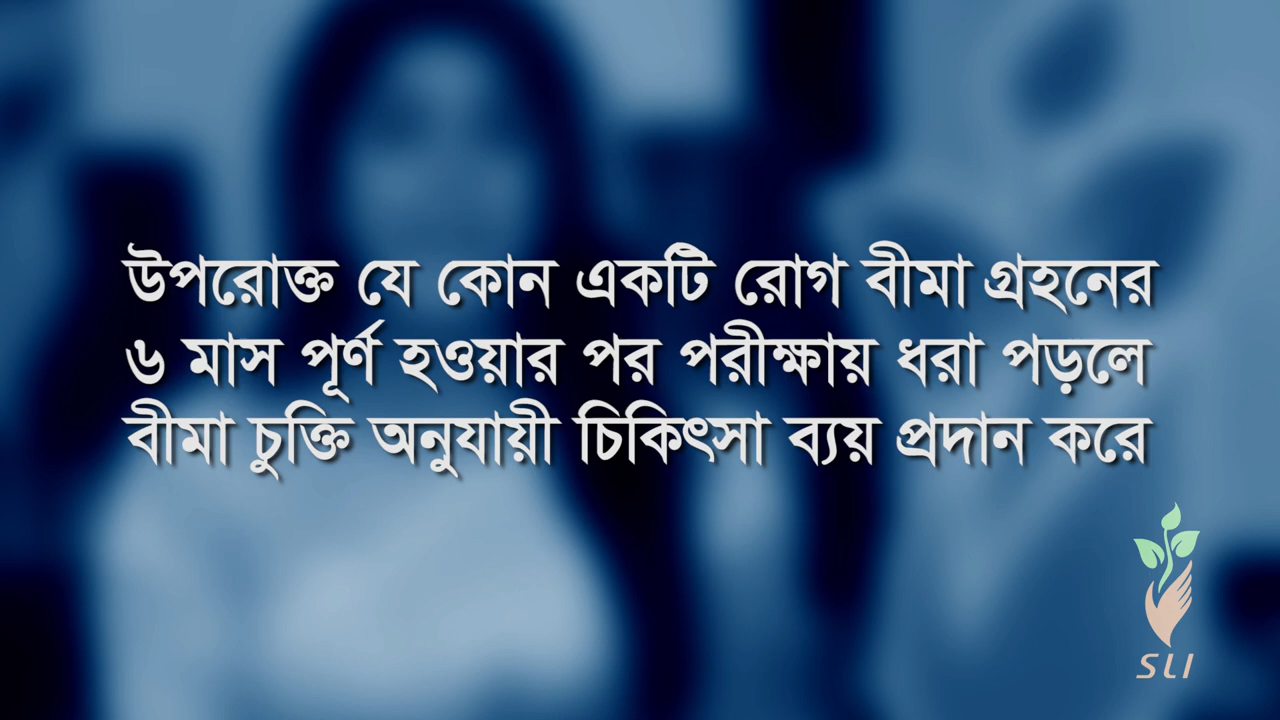 উপরোক্ত যে কোন একটি রোগ বীমা গ্রহনের
৬ মাস পূর্ণ হওয়ার পর পরীক্ষায় ধরা পড়লে
বীমা চুক্তি অনুযায়ী চিকিৎসা ব্যয় প্রদান করে
SLI